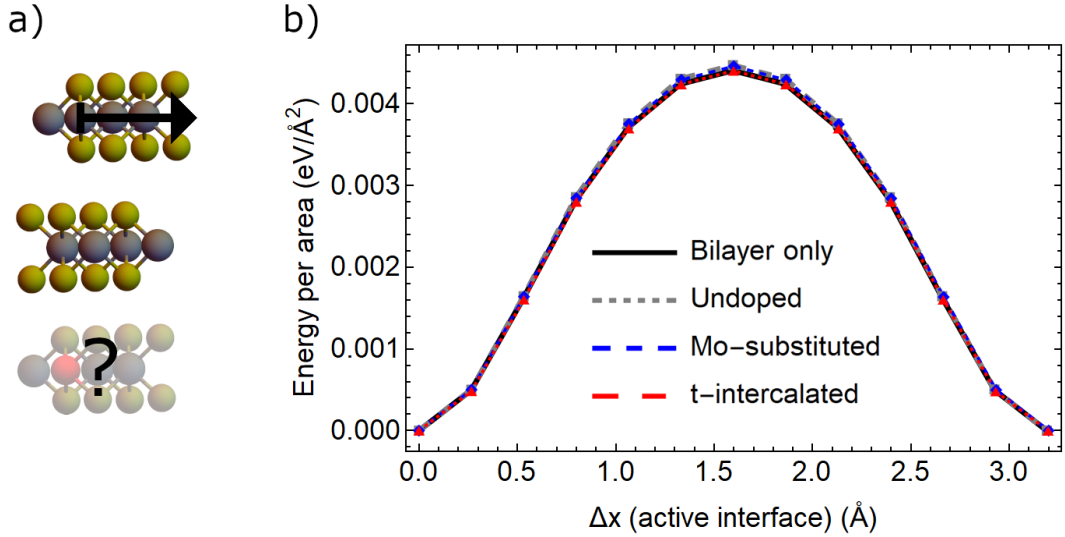 a)
b)
?
Energy per area (eV/Å²)
0.004
0.003
0.002
0.001
0.000
Bilayer only
Undoped
Mo-substituted
t-intercalated
0.0 0.5 1.0 1.5 2.0 2.5 3.0
Δx (active interface) (Å)